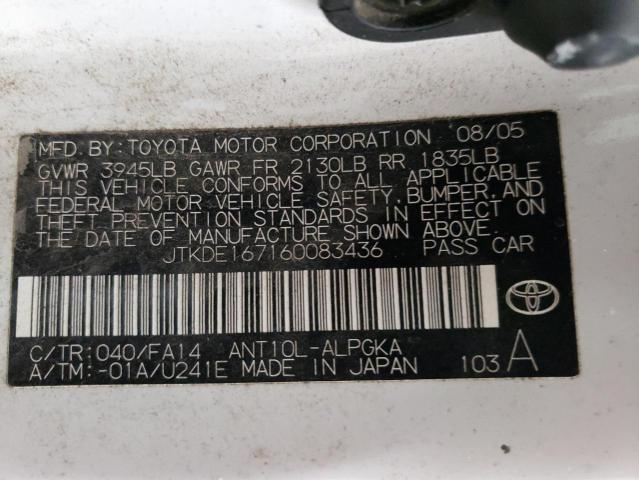 MFD. BY: TOYOTA MOTOR CORPORATION 08/05
GVWR 3945LB GAWR FR 2130LB RR 1835LB
THIS VEHICLE CONFORMS TO ALL APPLICABLE
FEDERAL MOTOR VEHICLE SAFETY, BUMPER, AND
THEFT PREVENTION STANDARDS IN EFFECT ON
THE DATE OF MANUFACTURE SHOWN ABOVE.
JTKDE167160083436 PASS CAR
C/TR: 040/FA14 ANT10L-ALPGKA
A/TM: -01A/U241E MADE IN JAPAN 103 A